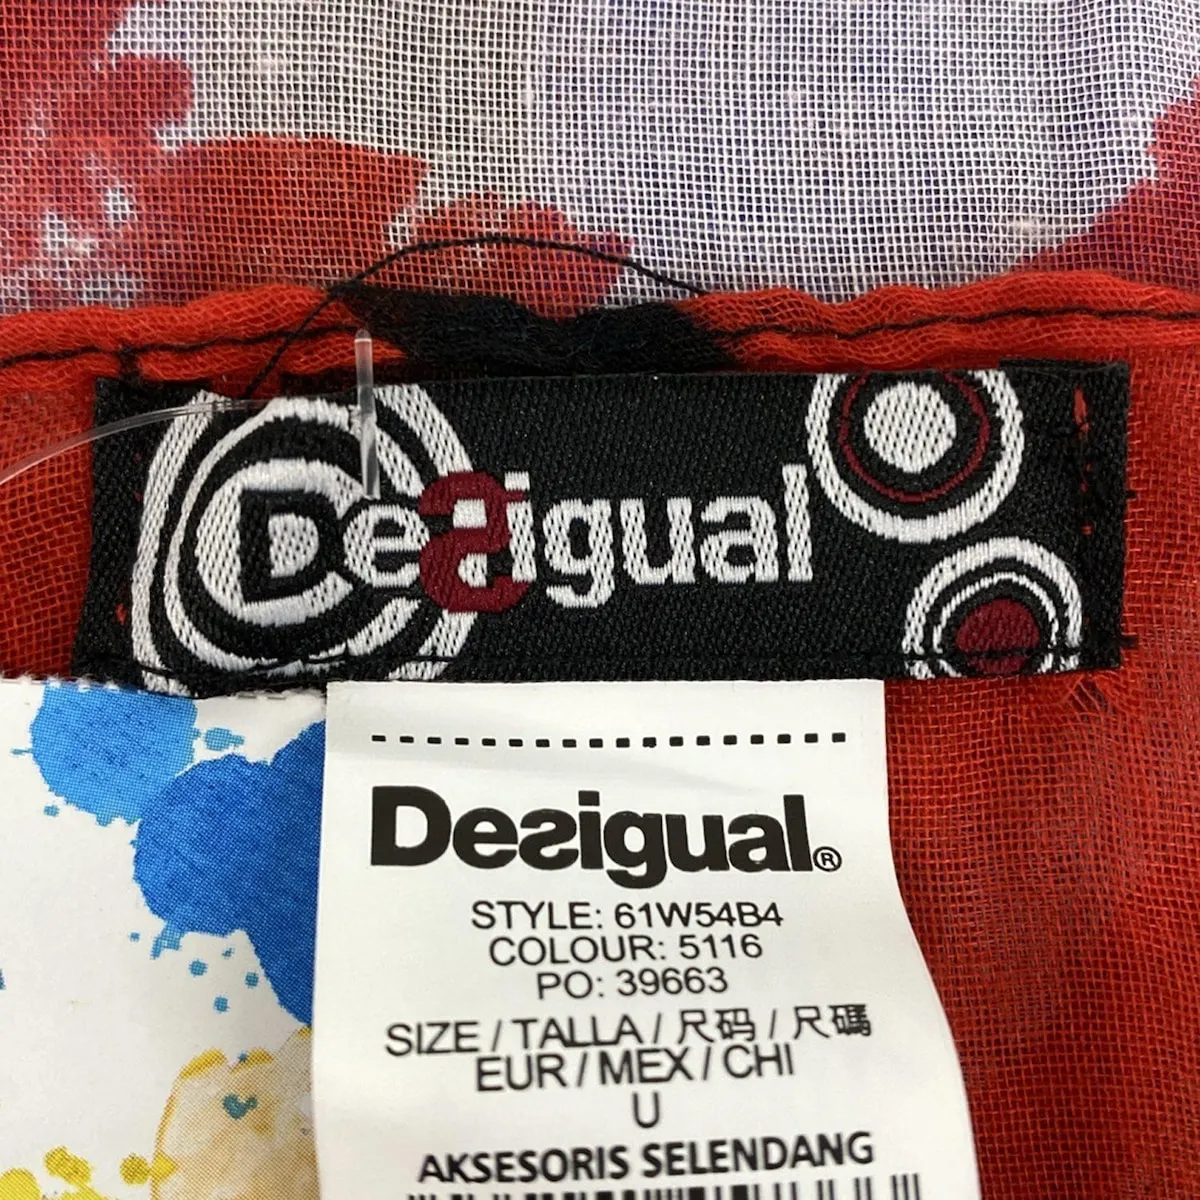 Desigual
Desigual®
STYLE: 61W54B4
COLOUR: 5116
PO: 39663
SIZE / TALLA / 尺码 / 尺碼
EUR / MEX / CHI
U
AKSESORIS SELENDANG